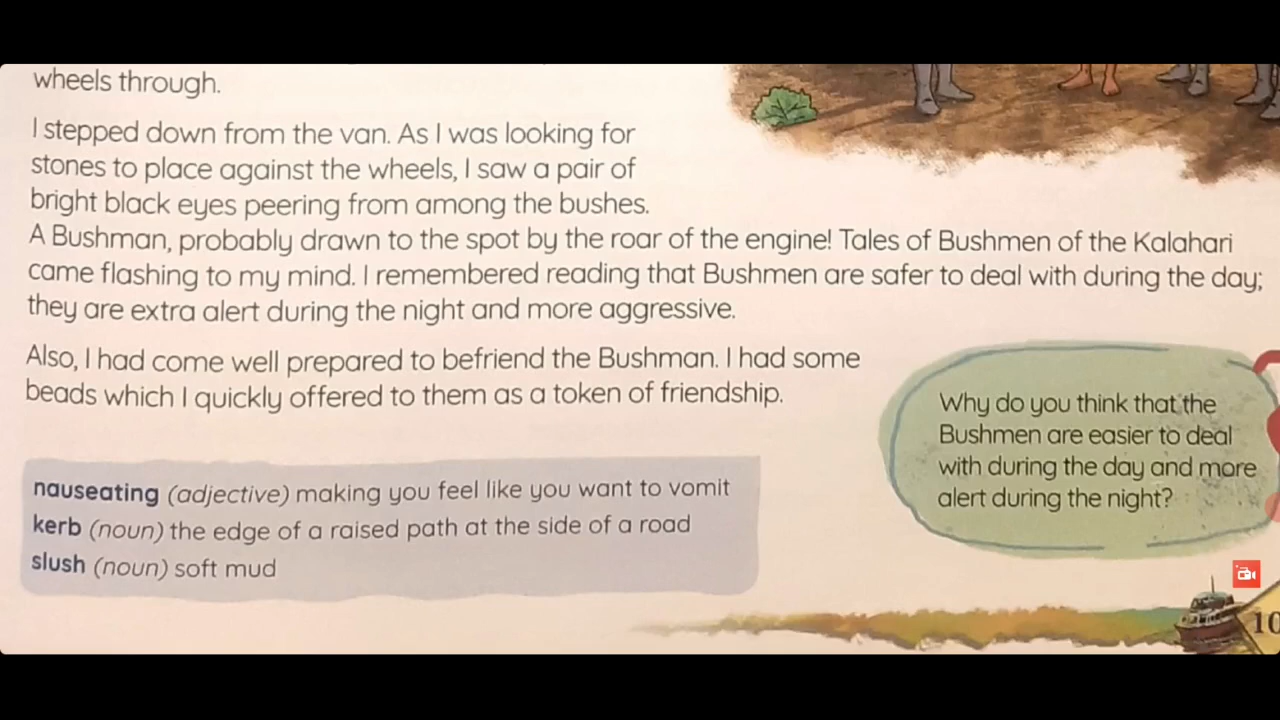 wheels through.
I stepped down from the van. As I was looking for
stones to place against the wheels, I saw a pair of
bright black eyes peering from among the bushes.
A Bushman, probably drawn to the spot by the roar of the engine! Tales of Bushmen of the Kalahari
came flashing to my mind. I remembered reading that Bushmen are safer to deal with during the day;
they are extra alert during the night and more aggressive.
Also, I had come well prepared to befriend the Bushman. I had some
beads which I quickly offered to them as a token of friendship.
Why do you think that the
Bushmen are easier to deal
with during the day and more
alert during the night?
nauseating (adjective) making you feel like you want to vomit
kerb (noun) the edge of a raised path at the side of a road
slush (noun) soft mud